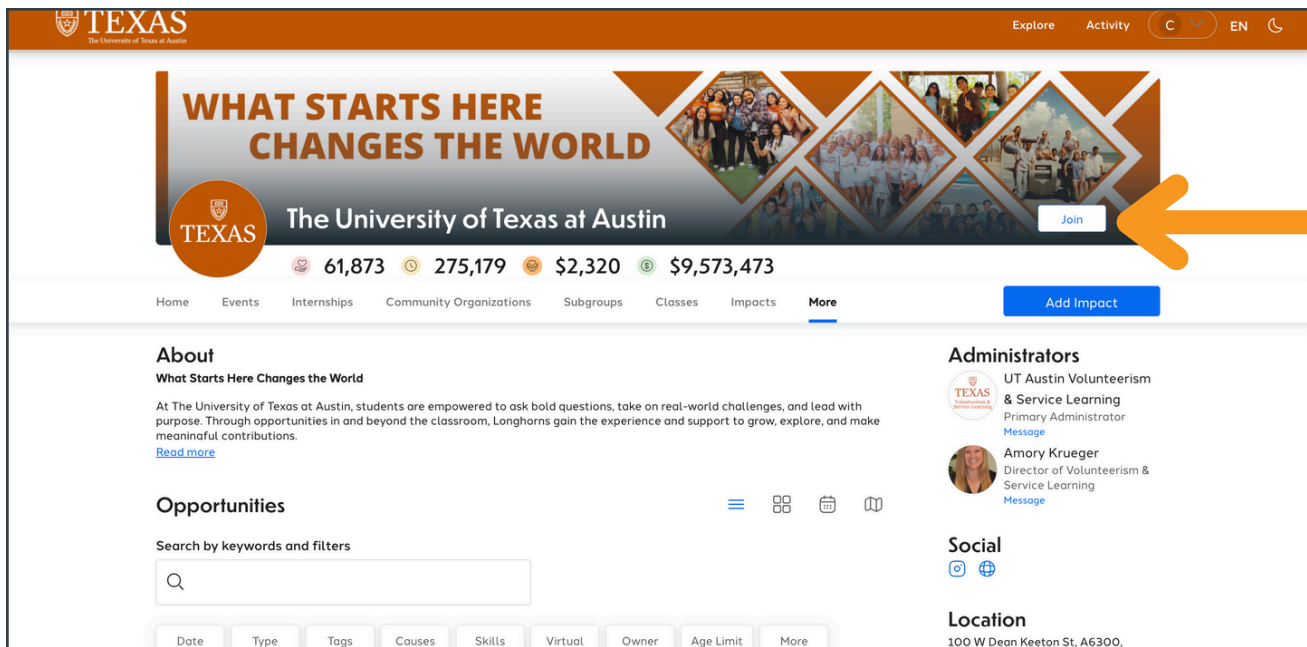 TEXAS
The University of Texas at Austin
Explore Activity C EN
WHAT STARTS HERE
CHANGES THE WORLD
TEXAS
The University of Texas at Austin
Join
61,873 275,179 $2,320 $9,573,473
Home Events Internships Community Organizations Subgroups Classes Impacts More
Add Impact
About
What Starts Here Changes the World
At The University of Texas at Austin, students are empowered to ask bold questions, take on real-world challenges, and lead with
purpose. Through opportunities in and beyond the classroom, Longhorns gain the experience and support to grow, explore, and make
meaningful contributions.
Read more
Opportunities
Search by keywords and filters
Date Type Tags Causes Skills Virtual Owner Age Limit More
Administrators
TEXAS
Volunteerism &
Service-Learning
UT Austin Volunteerism
& Service Learning
Primary Administrator
Message
Amory Krueger
Director of Volunteerism &
Service Learning
Message
Social
Location
100 W Dean Keeton St, A6300,